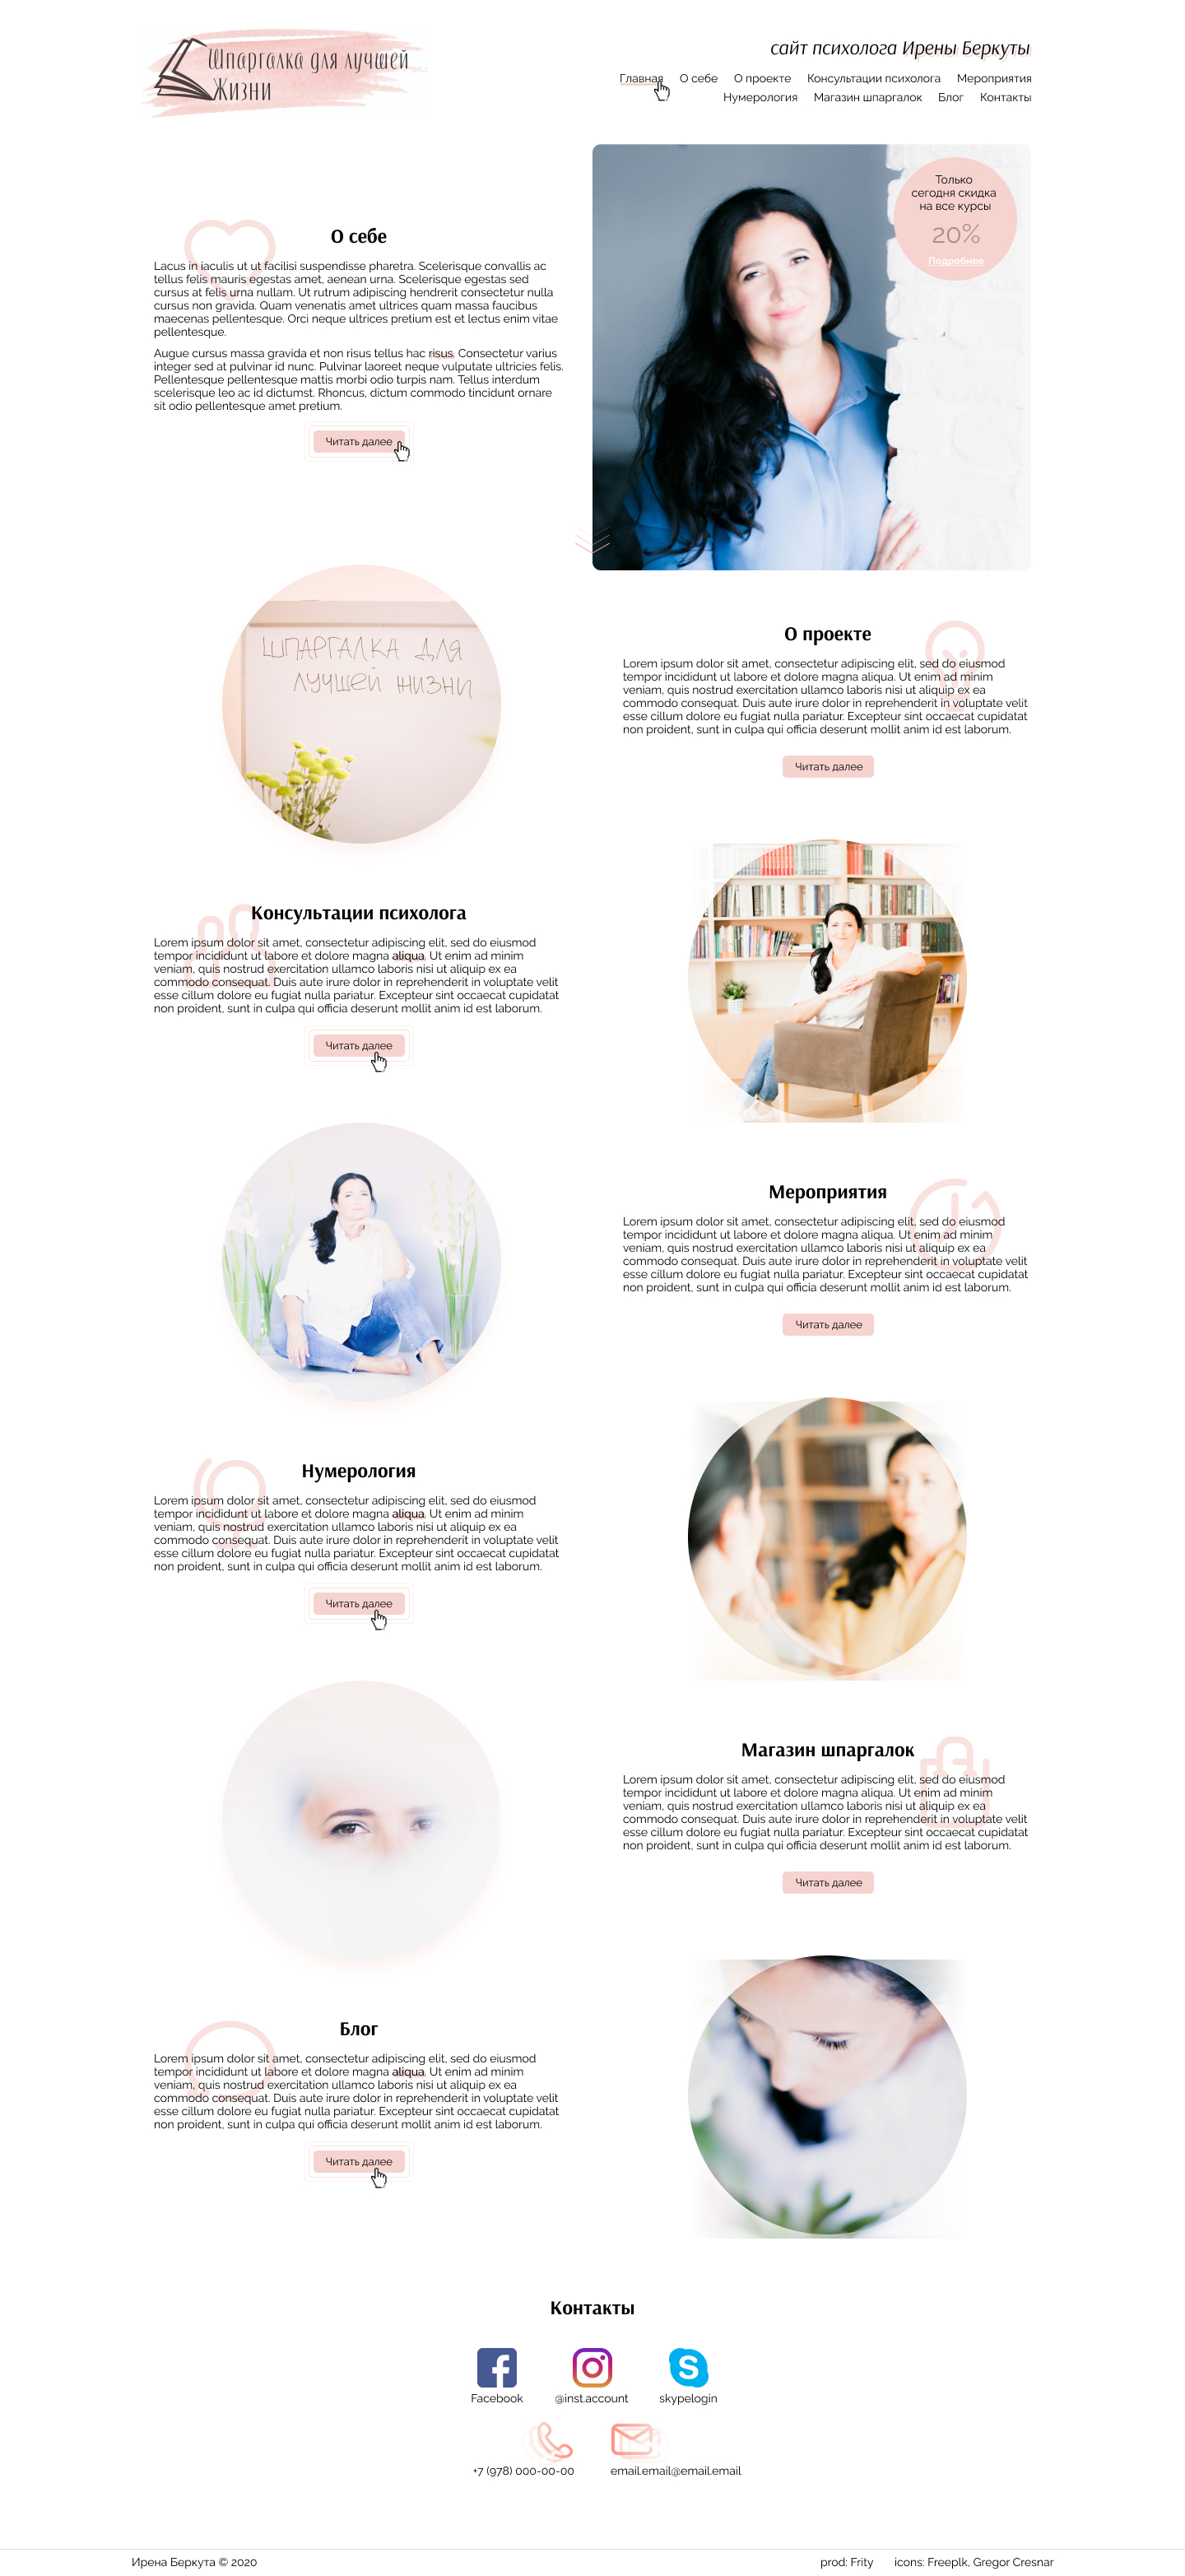 Шпаргалка для лучшей
Жизни
сайт психолога Ирены Беркуты
Главная О себе О проекте Консультации психолога Мероприятия
Нумерология Магазин шпаргалок Блог Контакты
Только
сегодня скидка
на все курсы
20%
Подробнее
О себе
Lacus in iaculis ut ut facilisi suspendisse pharetra. Scelerisque convallis ac
tellus felis mauris egestas amet, aenean urna. Scelerisque egestas sed
cursus at felis urna nullam. Ut rutrum adipiscing hendrerit consectetur nulla
cursus non gravida. Quam venenatis amet ultrices quam massa faucibus
maecenas pellentesque. Orci neque ultrices pretium est et lectus enim vitae
pellentesque.
Augue cursus massa gravida et non risus tellus hac risus. Consectetur varius
integer sed at pulvinar id nunc. Pulvinar laoreet neque vulputate ultricies felis.
Pellentesque pellentesque mattis morbi odio turpis nam. Tellus interdum
scelerisque leo ac id dictumst. Rhoncus, dictum commodo tincidunt ornare
sit odio pellentesque amet pretium.
Читать далее
ШПАРГАЛКА ДЛЯ
ЛУЧШЕЙ ЖИЗНИ
О проекте
Lorem ipsum dolor sit amet, consectetur adipiscing elit, sed do eiusmod
tempor incididunt ut labore et dolore magna aliqua. Ut enim ad minim
veniam, quis nostrud exercitation ullamco laboris nisi ut aliquip ex ea
commodo consequat. Duis aute irure dolor in reprehenderit in voluptate velit
esse cillum dolore eu fugiat nulla pariatur. Excepteur sint occaecat cupidatat
non proident, sunt in culpa qui officia deserunt mollit anim id est laborum.
Читать далее
Консультации психолога
Lorem ipsum dolor sit amet, consectetur adipiscing elit, sed do eiusmod
tempor incididunt ut labore et dolore magna aliqua. Ut enim ad minim
veniam, quis nostrud exercitation ullamco laboris nisi ut aliquip ex ea
commodo consequat. Duis aute irure dolor in reprehenderit in voluptate velit
esse cillum dolore eu fugiat nulla pariatur. Excepteur sint occaecat cupidatat
non proident, sunt in culpa qui officia deserunt mollit anim id est laborum.
Читать далее
Мероприятия
Lorem ipsum dolor sit amet, consectetur adipiscing elit, sed do eiusmod
tempor incididunt ut labore et dolore magna aliqua. Ut enim ad minim
veniam, quis nostrud exercitation ullamco laboris nisi ut aliquip ex ea
commodo consequat. Duis aute irure dolor in reprehenderit in voluptate velit
esse cillum dolore eu fugiat nulla pariatur. Excepteur sint occaecat cupidatat
non proident, sunt in culpa qui officia deserunt mollit anim id est laborum.
Читать далее
Нумерология
Lorem ipsum dolor sit amet, consectetur adipiscing elit, sed do eiusmod
tempor incididunt ut labore et dolore magna aliqua. Ut enim ad minim
veniam, quis nostrud exercitation ullamco laboris nisi ut aliquip ex ea
commodo consequat. Duis aute irure dolor in reprehenderit in voluptate velit
esse cillum dolore eu fugiat nulla pariatur. Excepteur sint occaecat cupidatat
non proident, sunt in culpa qui officia deserunt mollit anim id est laborum.
Читать далее
Магазин шпаргалок
Lorem ipsum dolor sit amet, consectetur adipiscing elit, sed do eiusmod
tempor incididunt ut labore et dolore magna aliqua. Ut enim ad minim
veniam, quis nostrud exercitation ullamco laboris nisi ut aliquip ex ea
commodo consequat. Duis aute irure dolor in reprehenderit in voluptate velit
esse cillum dolore eu fugiat nulla pariatur. Excepteur sint occaecat cupidatat
non proident, sunt in culpa qui officia deserunt mollit anim id est laborum.
Читать далее
Блог
Lorem ipsum dolor sit amet, consectetur adipiscing elit, sed do eiusmod
tempor incididunt ut labore et dolore magna aliqua. Ut enim ad minim
veniam, quis nostrud exercitation ullamco laboris nisi ut aliquip ex ea
commodo consequat. Duis aute irure dolor in reprehenderit in voluptate velit
esse cillum dolore eu fugiat nulla pariatur. Excepteur sint occaecat cupidatat
non proident, sunt in culpa qui officia deserunt mollit anim id est laborum.
Читать далее
Контакты
Facebook @inst.account skypelogin
+7 (978) 000-00-00 email.email@email.email
Ирена Беркута © 2020 prod: Frity icons: Freeplk, Gregor Cresnar